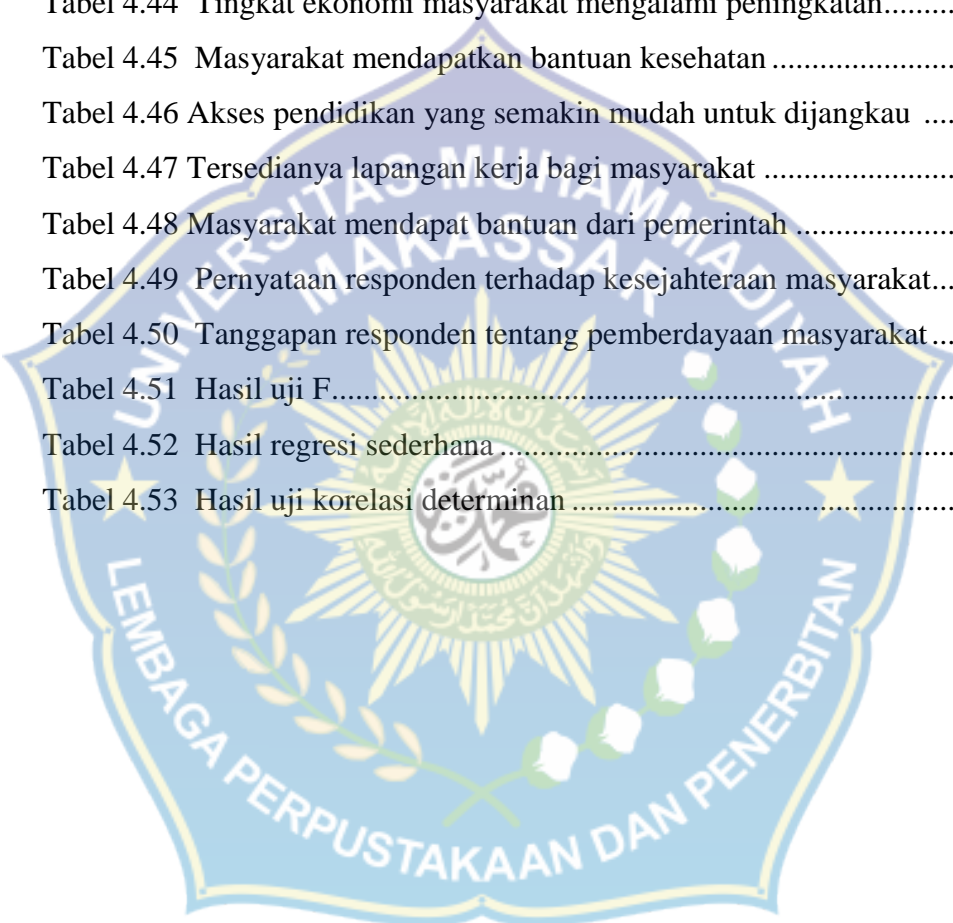 Tabel 4.44 Tingkat ekonomi masyarakat mengalami peningkatan.........
Tabel 4.45 Masyarakat mendapatkan bantuan kesehatan ......................
Tabel 4.46 Akses pendidikan yang semakin mudah untuk dijangkau ....
Tabel 4.47 Tersedianya lapangan kerja bagi masyarakat .......................
Tabel 4.48 Masyarakat mendapat bantuan dari pemerintah ...................
Tabel 4.49 Pernyataan responden terhadap kesejahteraan masyarakat...
Tabel 4.50 Tanggapan responden tentang pemberdayaan masyarakat ...
Tabel 4.51 Hasil uji F..............................................................................
Tabel 4.52 Hasil regresi sederhana .........................................................
Tabel 4.53 Hasil uji korelasi determinan ................................................
UNIVERSITAS MUHAMMADIYAH
MAKASSAR
LEMBAGA PERPUSTAKAAN DAN PENERBITAN